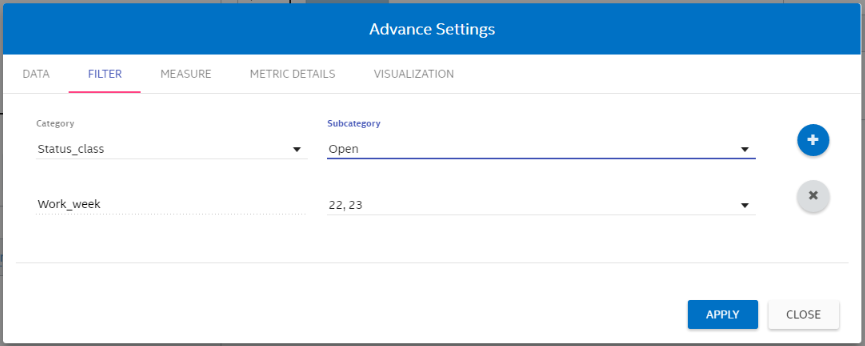 Advance Settings
DATA FILTER MEASURE METRIC DETAILS VISUALIZATION
Category Subcategory
Status_class Open
Work_week 22, 23
APPLY CLOSE